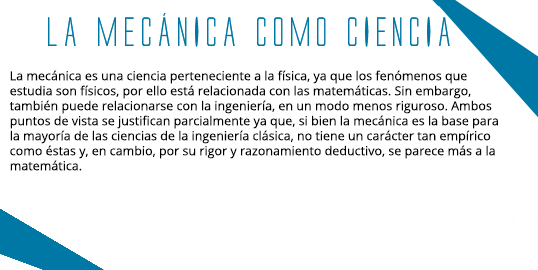 LA MECÁNICA COMO CIENCIA
La mecánica es una ciencia perteneciente a la física, ya que los fenómenos que
estudia son físicos, por ello está relacionada con las matemáticas. Sin embargo,
también puede relacionarse con la ingeniería, en un modo menos riguroso. Ambos
puntos de vista se justifican parcialmente ya que, si bien la mecánica es la base para
la mayoría de las ciencias de la ingeniería clásica, no tiene un carácter tan empírico
como éstas y, en cambio, por su rigor y razonamiento deductivo, se parece más a la
matemática.